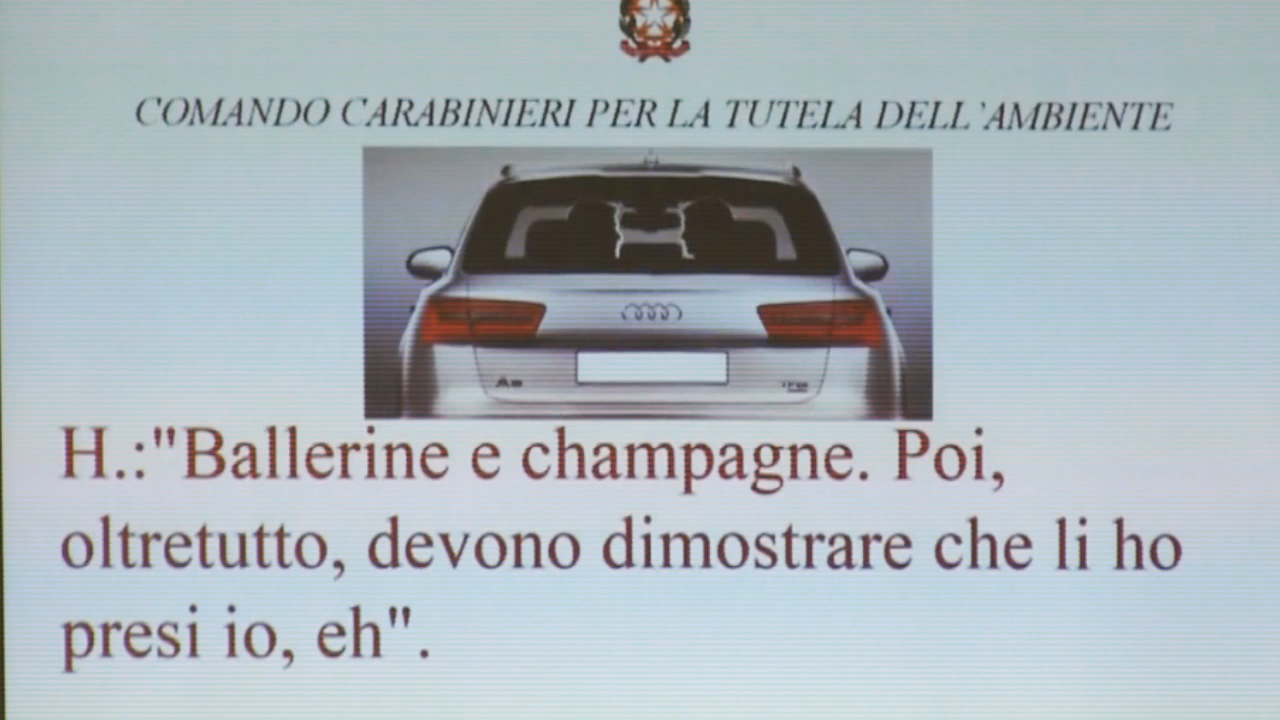 COMANDO CARABINIERI PER LA TUTELA DELL'AMBIENTE
H.:"Ballerine e champagne. Poi,
oltretutto, devono dimostrare che li ho
presi io, eh".